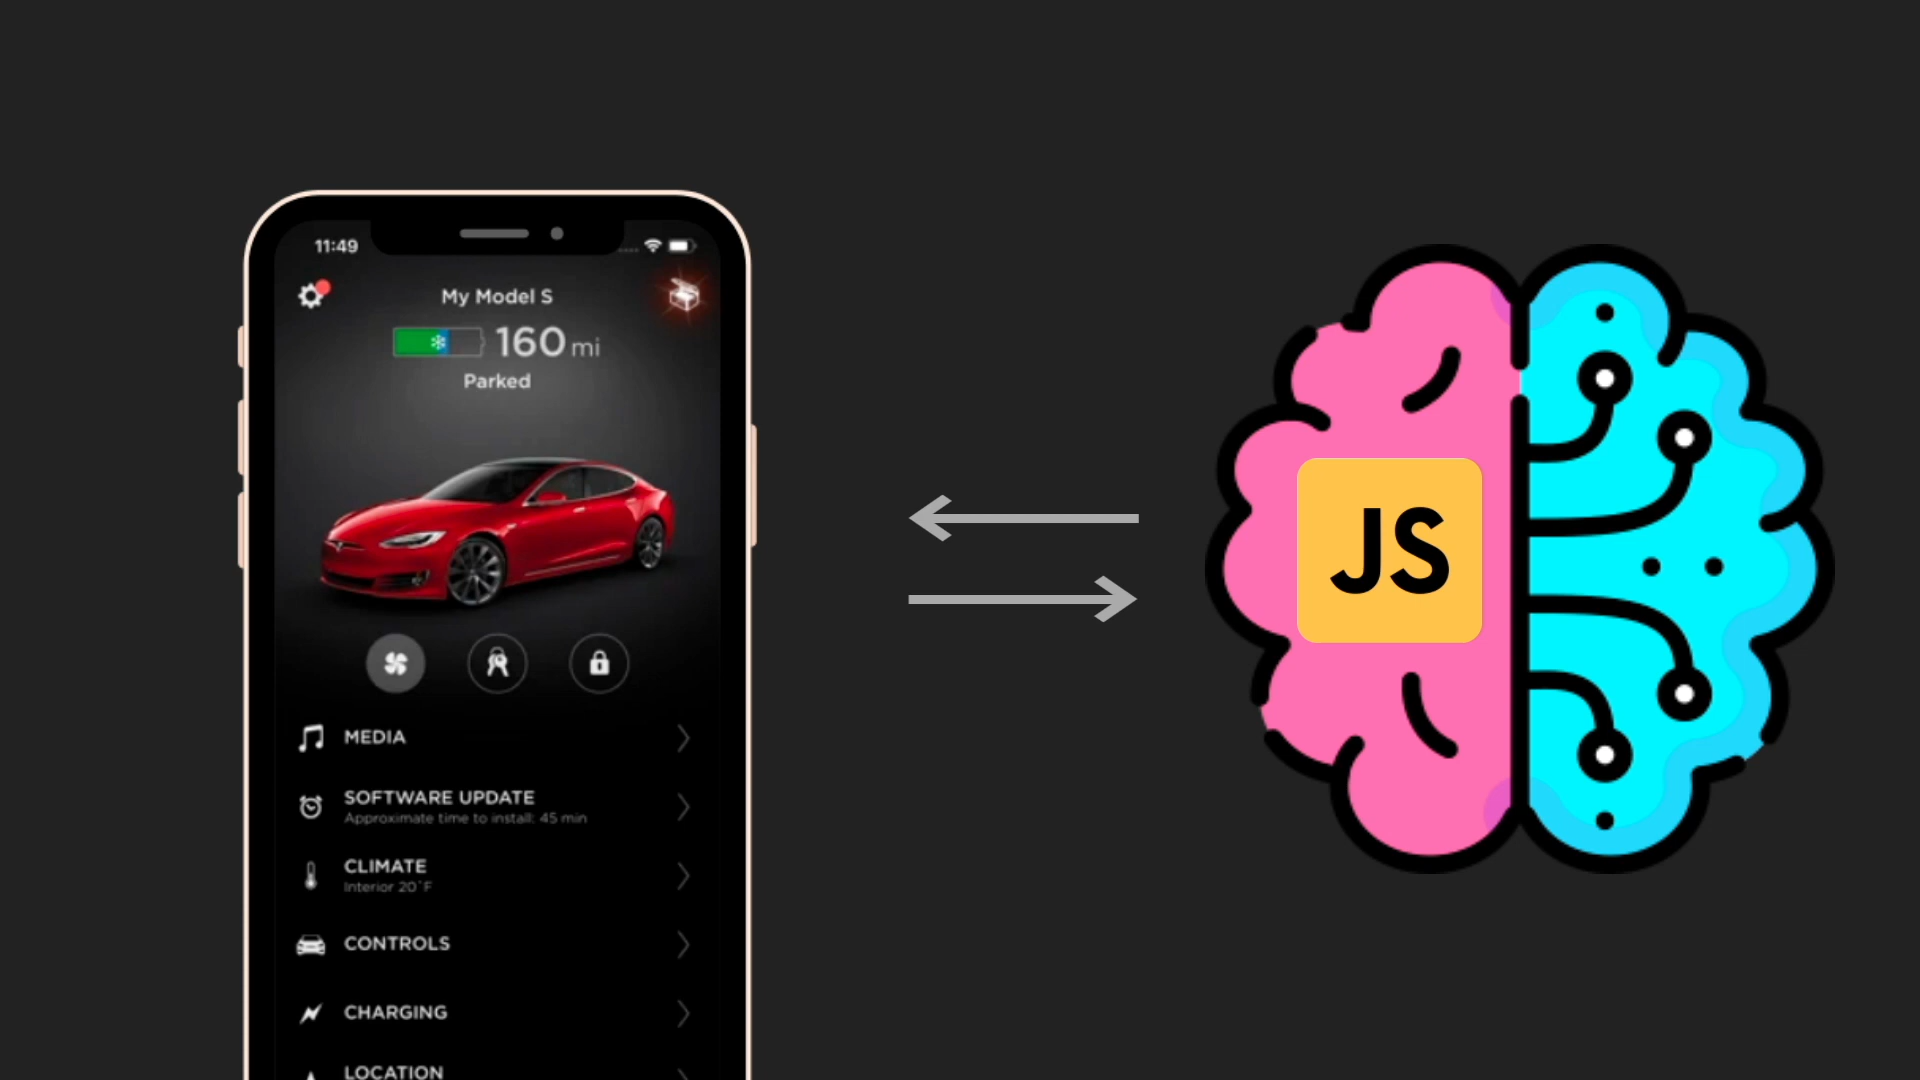 11:49
My Model S
160 mi
Parked
MEDIA
SOFTWARE UPDATE
Approximate time to install: 45 min
CLIMATE
Interior 20°F
CONTROLS
CHARGING
LOCATION
JS